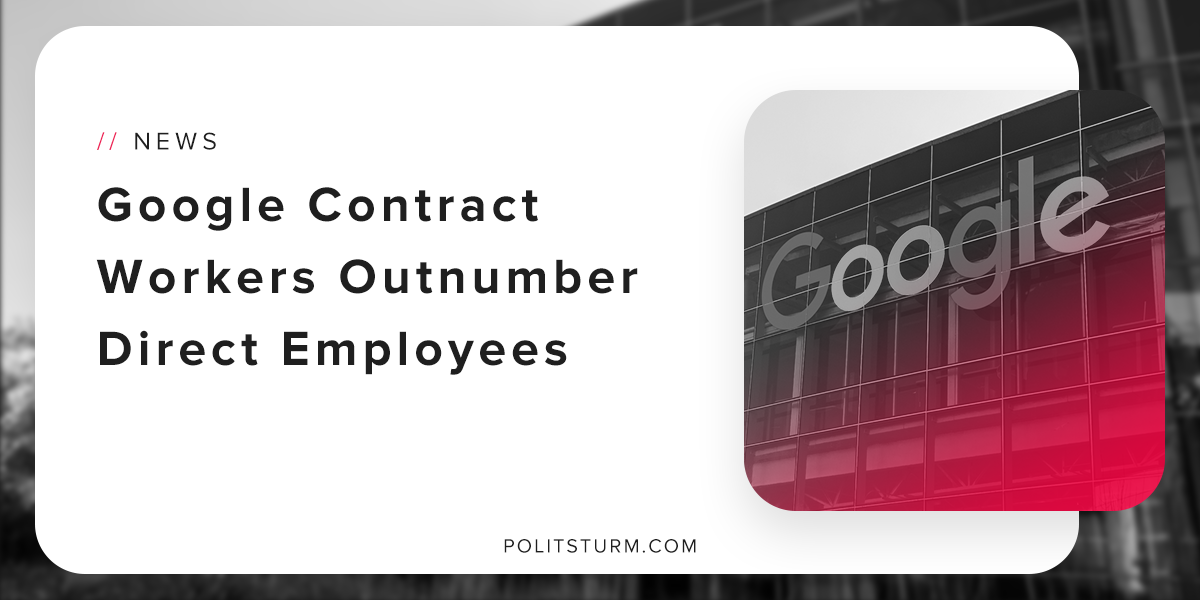 // NEWS
Google Contract
Workers Outnumber
Direct Employees
Google
POLITSTURM.COM